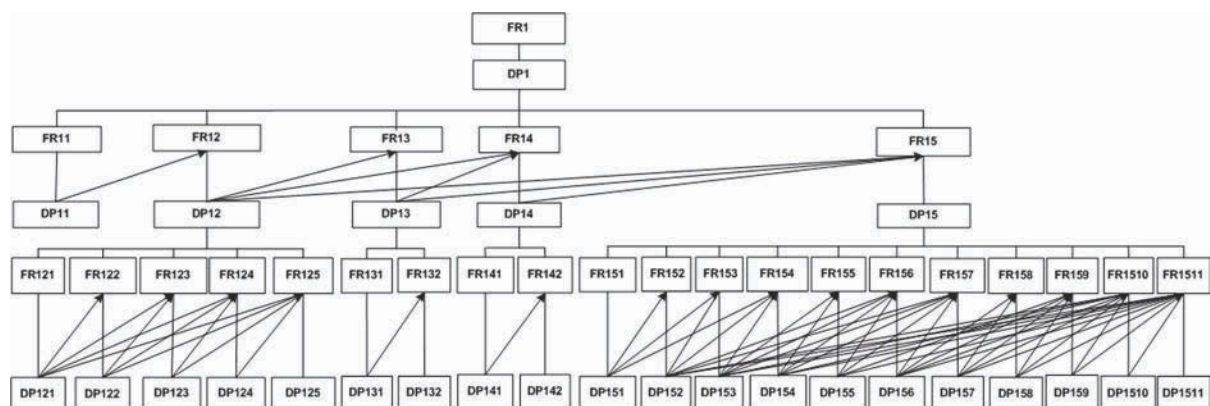 FR1
DP1
FR11 FR12 FR13 FR14 FR15
DP11 DP12 DP13 DP14 DP15
FR121 FR122 FR123 FR124 FR125 FR131 FR132 FR141 FR142 FR151 FR152 FR153 FR154 FR155 FR156 FR157 FR158 FR159 FR1510 FR1511
DP121 DP122 DP123 DP124 DP125 DP131 DP132 DP141 DP142 DP151 DP152 DP153 DP154 DP155 DP156 DP157 DP158 DP159 DP1510 DP1511